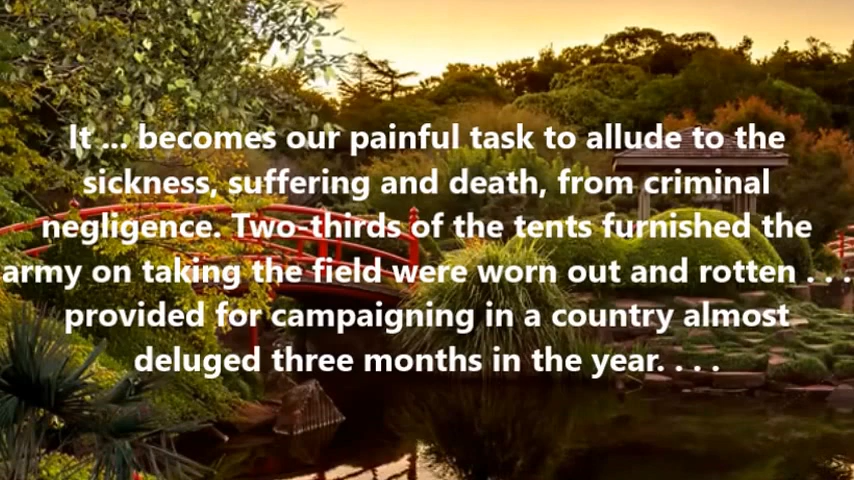 It ... becomes our painful task to allude to the
sickness, suffering and death, from criminal
negligence. Two-thirds of the tents furnished the
army on taking the field were worn out and rotten . . .
provided for campaigning in a country almost
deluged three months in the year. . . .